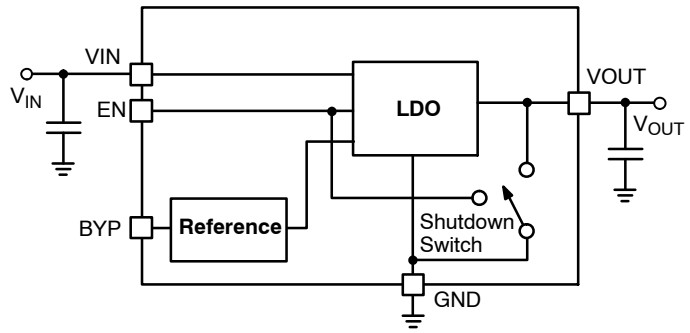 VIN
VOUT
V_IN
EN
LDO
V_OUT
BYP
Reference
Shutdown
Switch
GND